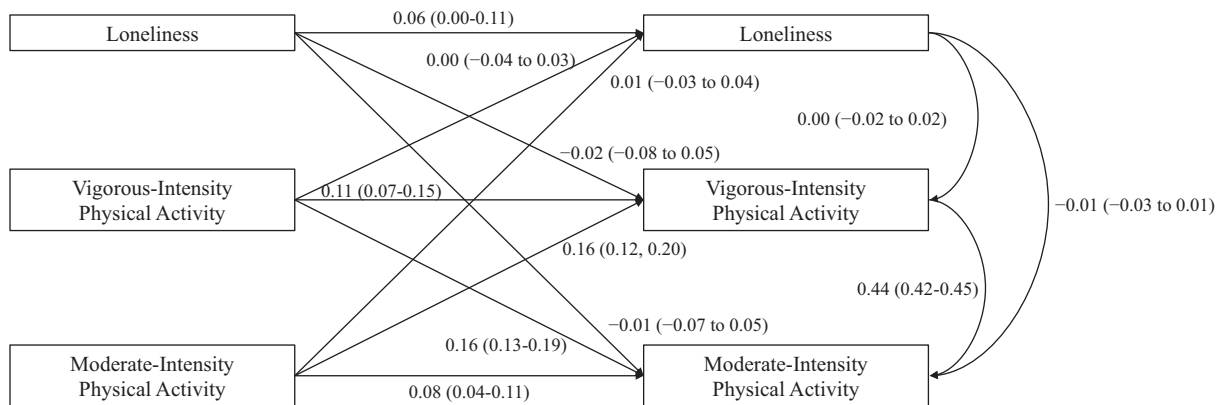 0.06 (0.00-0.11)
Loneliness
Loneliness
0.00 (−0.04 to 0.03)
0.01 (−0.03 to 0.04)
0.00 (−0.02 to 0.02)
−0.02 (−0.08 to 0.05)
Vigorous-Intensity
Physical Activity
0.11 (0.07-0.15)
Vigorous-Intensity
Physical Activity
−0.01 (−0.03 to 0.01)
0.16 (0.12, 0.20)
0.44 (0.42-0.45)
−0.01 (−0.07 to 0.05)
0.16 (0.13-0.19)
Moderate-Intensity
Physical Activity
Moderate-Intensity
Physical Activity
0.08 (0.04-0.11)